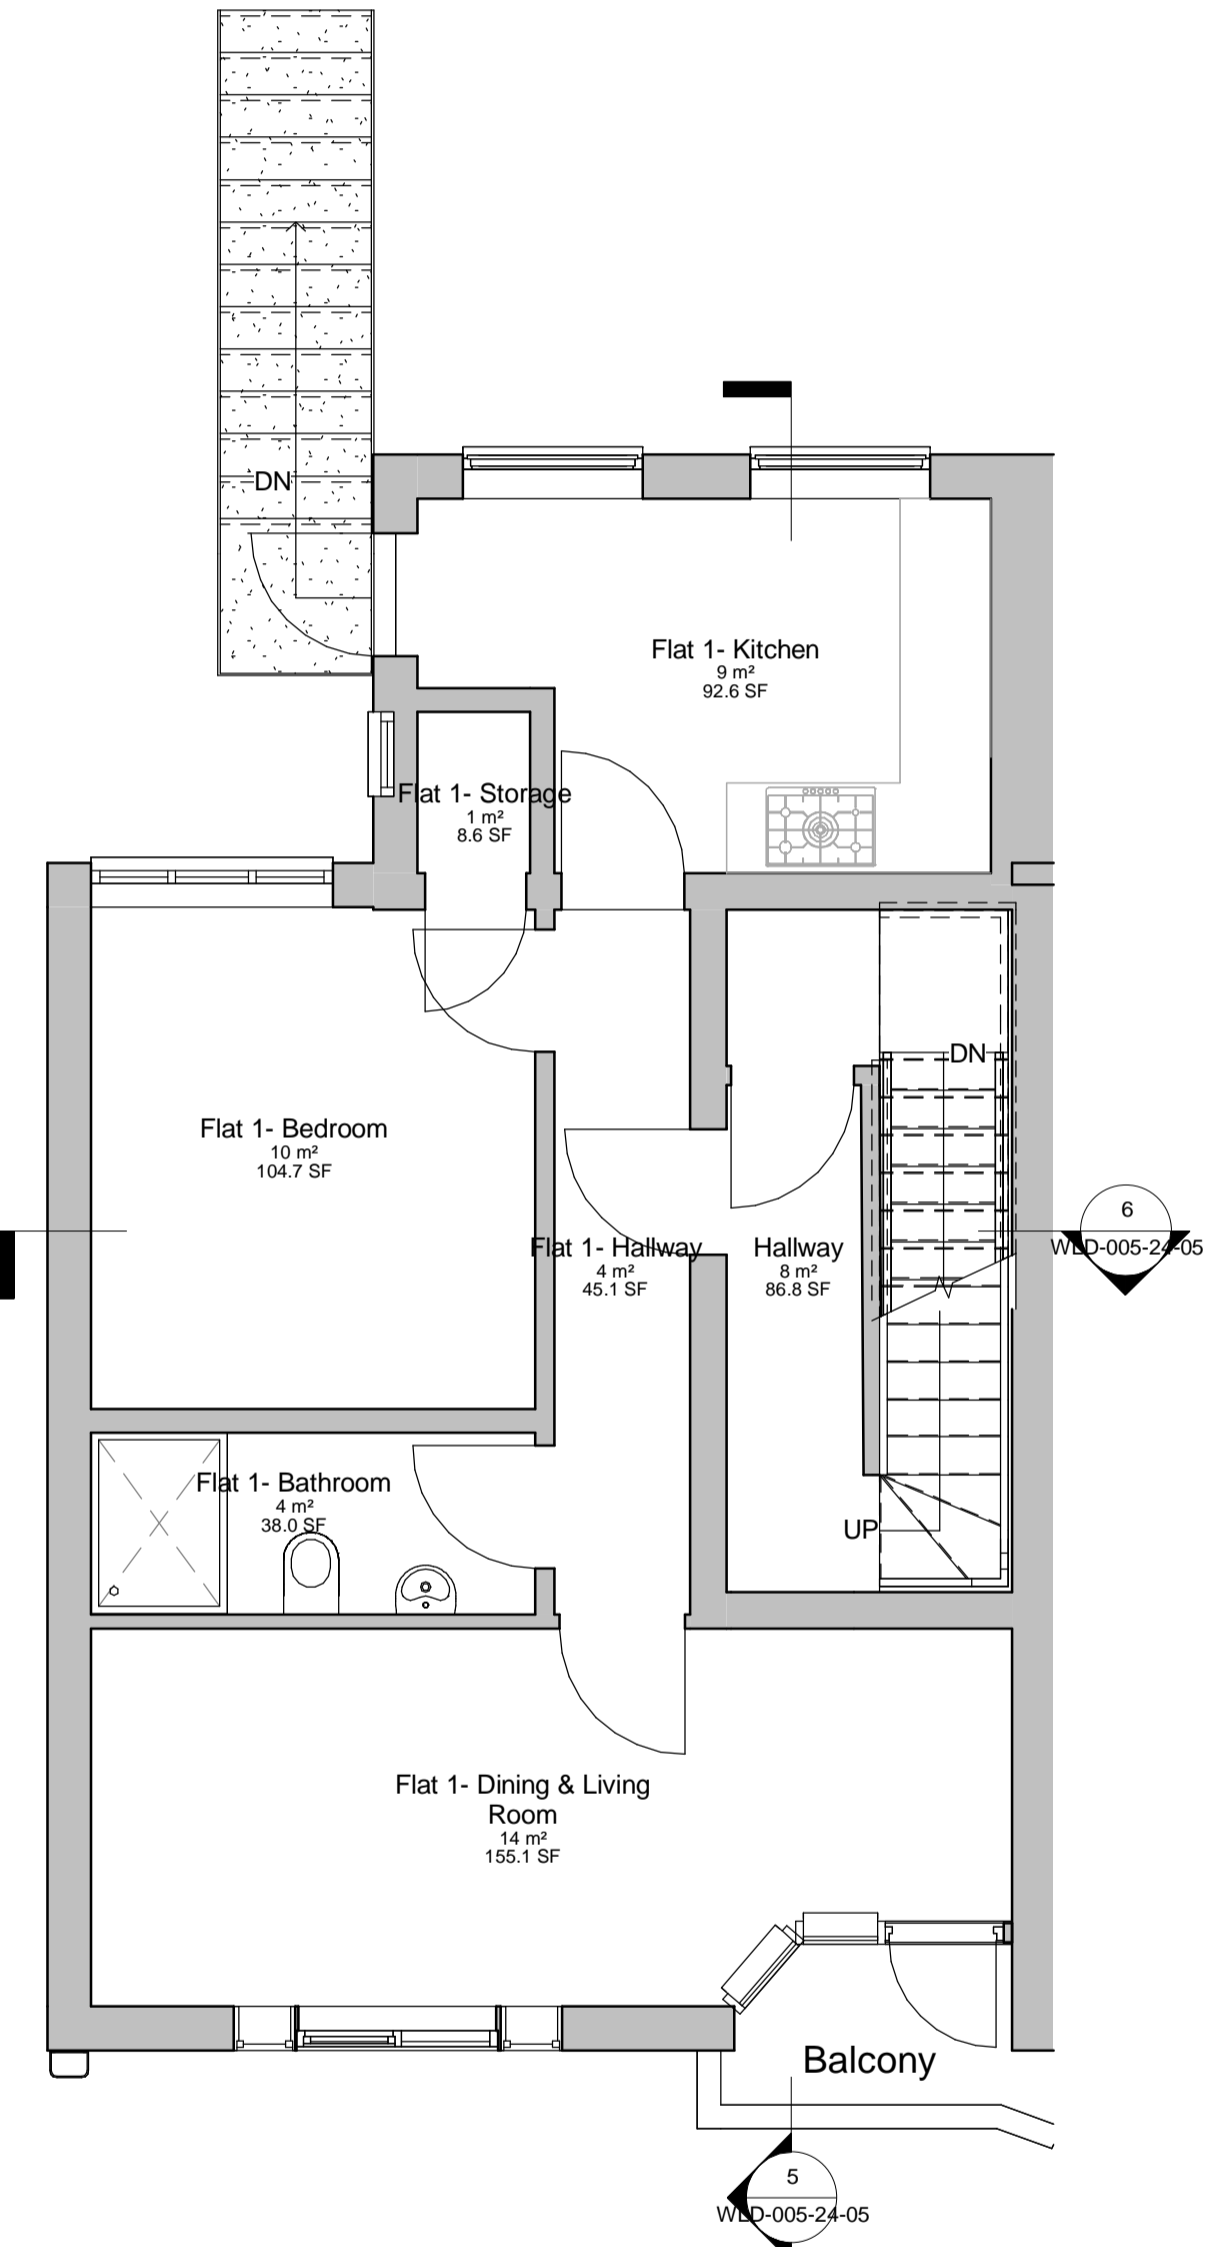 DN
Flat 1- Kitchen
9 m²
92.6 SF
Flat 1- Storage
1 m²
8.6 SF
DN
Flat 1- Bedroom
10 m²
104.7 SF
Flat 1- Hallway
4 m²
45.1 SF
Hallway
8 m²
86.8 SF
6
WLD-005-24-05
Flat 1- Bathroom
4 m²
38.0 SF
UP
Flat 1- Dining & Living
Room
14 m²
155.1 SF
Balcony
5
WLD-005-24-05